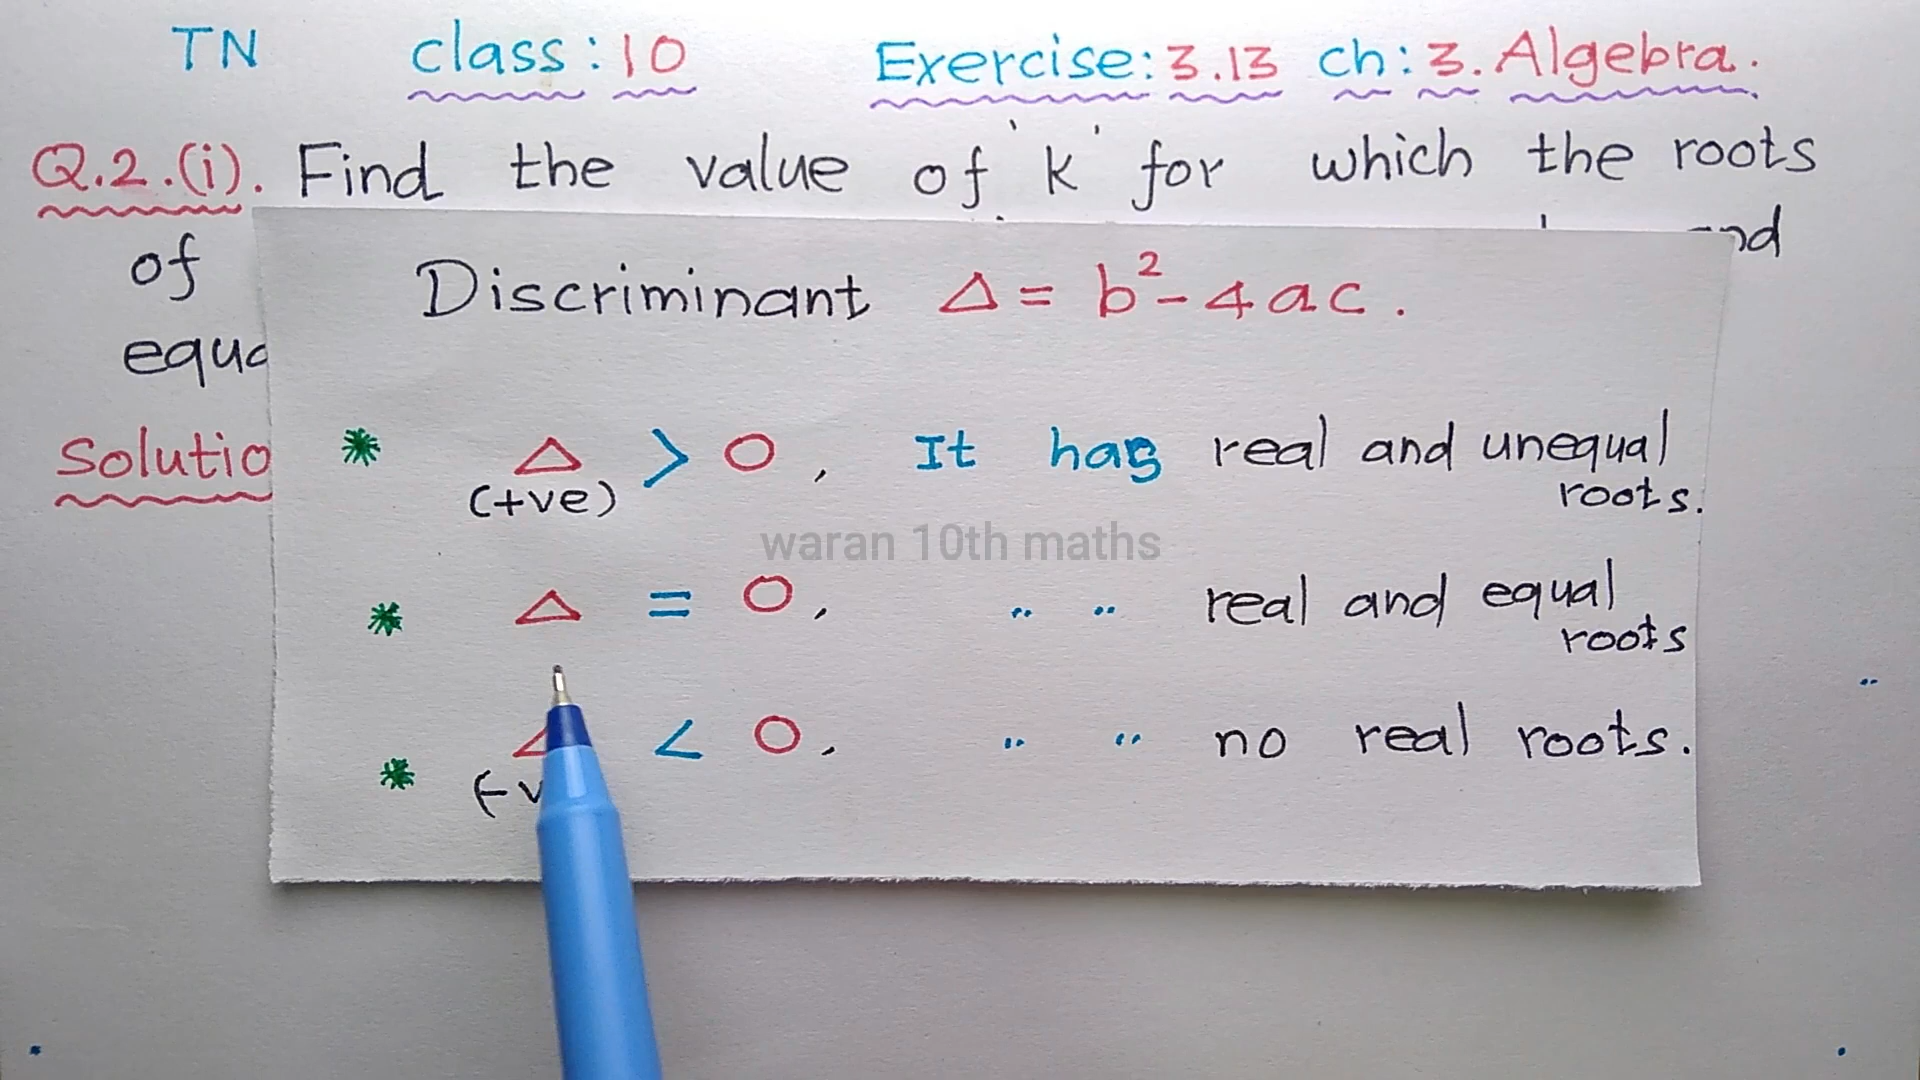 TN class: 10 Exercise: 3.13 ch: 3. Algebra.
Q.2.(i). Find the value of 'k' for which the roots
of
Discriminant Δ = b² - 4ac.
Δ > 0, It has real and unequal
(+ve) roots.
waran 10th maths
Δ = 0, " " real and equal
roots
Δ < 0, " " no real roots.